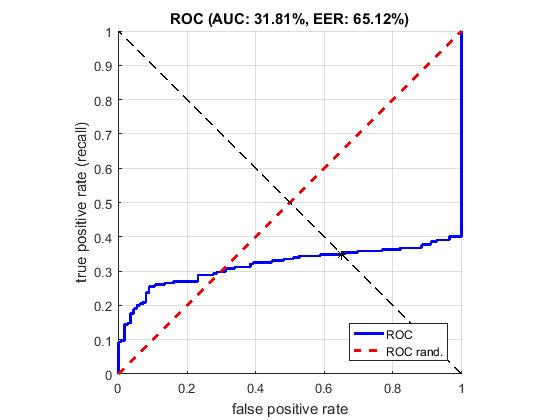 ROC (AUC: 31.81%, EER: 65.12%)
true positive rate (recall)
1
0.9
0.8
0.7
0.6
0.5
0.4
0.3
0.2
0.1
0
0 0.2 0.4 0.6 0.8 1
false positive rate
ROC
ROC rand.